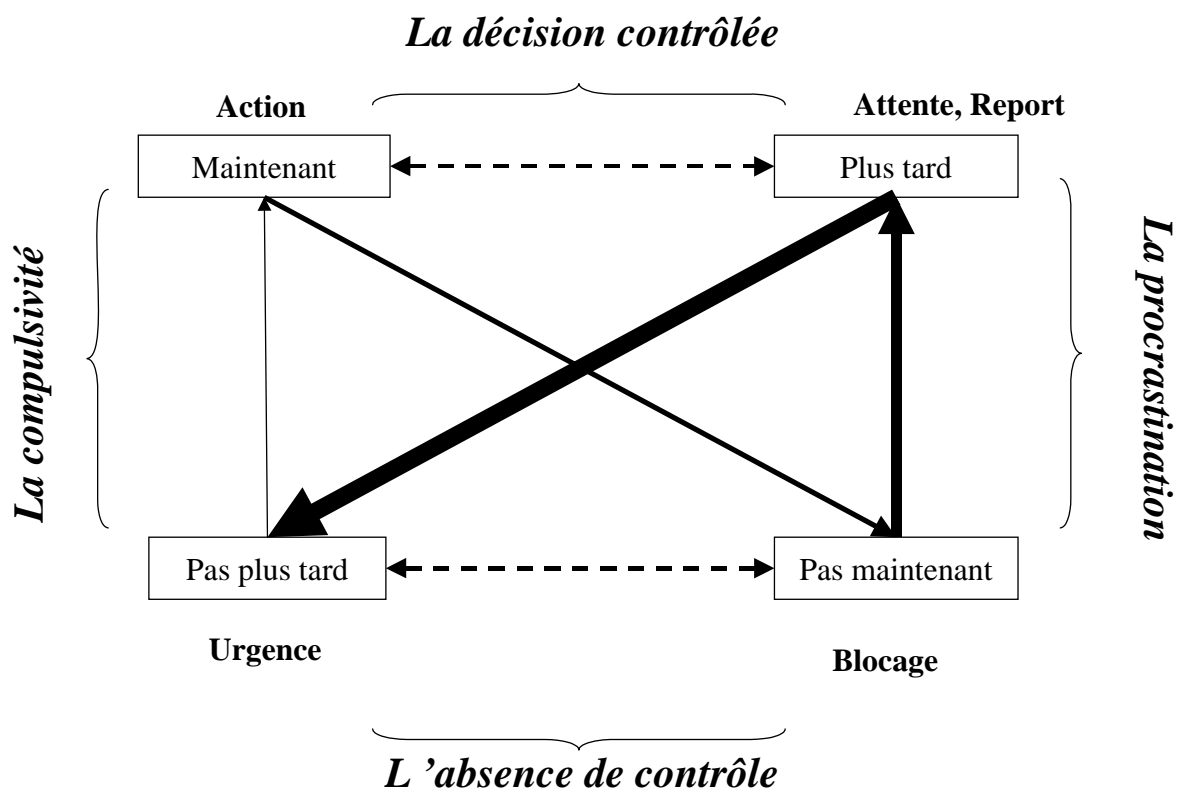 La décision contrôlée
Action
Attente, Report
Maintenant
Plus tard
La compulsivité
La procrastination
Pas plus tard
Pas maintenant
Urgence
Blocage
L ’absence de contrôle